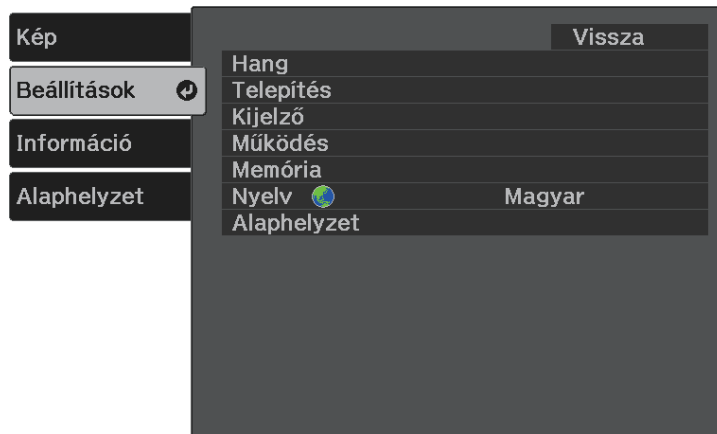 Kép
Beállítások
Információ
Alaphelyzet
Vissza
Hang
Telepítés
Kijelző
Működés
Memória
Nyelv Magyar
Alaphelyzet